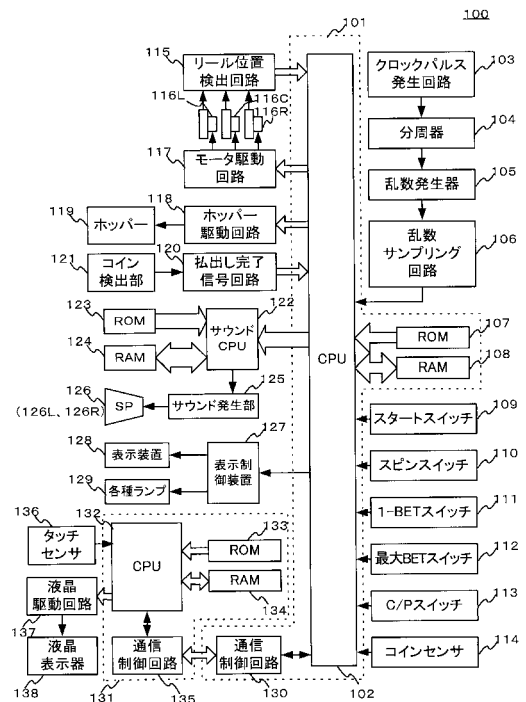 100
101
115
リール位置
検出回路
116L
116C
116R
117
モータ駆動
回路
118
119
ホッパー
ホッパー
駆動回路
120
121
コイン
検出部
払出し完了
信号回路
122
123
ROM
124
RAM
サウンド
CPU
125
126
SP
(126L、126R)
サウンド発生部
127
128
表示装置
129
各種ランプ
表示制
御装置
136
タッチ
センサ
132
CPU
133
ROM
RAM
134
液晶
駆動回路
137
液晶
表示器
138
131
通信
制御回路
135
通信
制御回路
130
CPU
102
クロックパルス
発生回路
103
分周器
104
乱数発生器
105
乱数
サンプリング
回路
106
ROM
107
RAM
108
スタートスイッチ
109
スピンスイッチ
110
1-BETスイッチ
111
最大BETスイッチ
112
C/Pスイッチ
113
コインセンサ
114